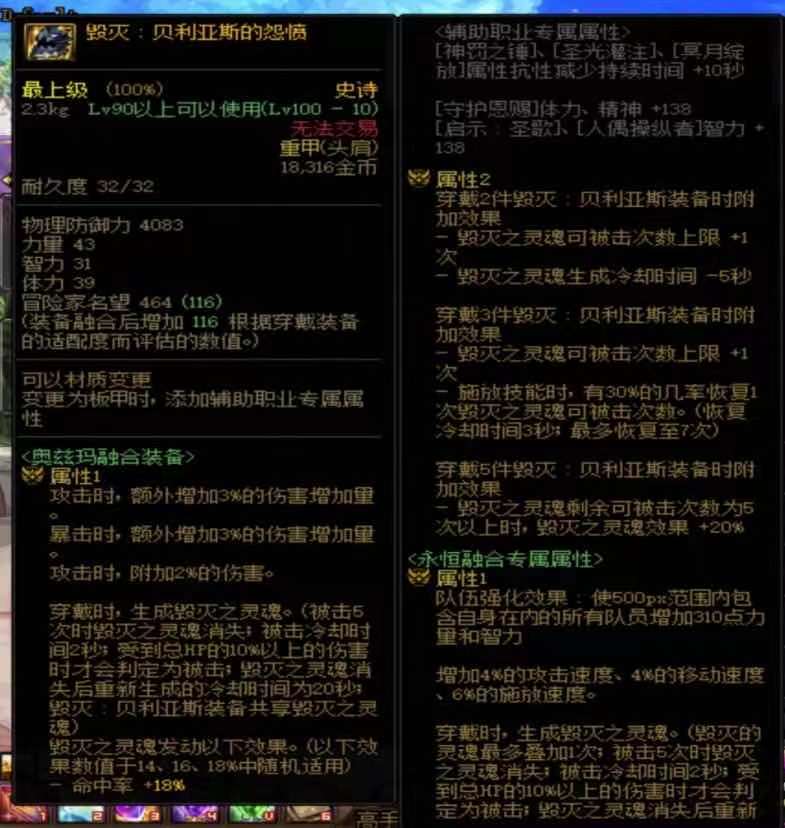 毁灭：贝利亚斯的怨愤
最上级 (100%)
史诗
2.3kg Lv90以上可以使用(Lv100 - 10)
无法交易
重甲(头肩)
18,316金币
耐久度 32/32
物理防御力 4083
力量 43
智力 31
体力 39
冒险家名望 464 (116)
(装备融合后增加 116 根据穿戴装备
的适配度而评估的数值。)
可以材质变更
变更为板甲时，添加辅助职业专属属
性
<奥兹玛融合装备>
属性1
攻击时，额外增加3%的伤害增加量
。
暴击时，额外增加3%的伤害增加量
。
攻击时，附加2%的伤害。
穿戴时，生成毁灭之灵魂。(被击5
次时毁灭之灵魂消失；被击冷却时
间2秒；受到总HP的10%以上的伤害
时才会判定为被击；毁灭之灵魂消
失后重新生成的冷却时间为20秒；
毁灭：贝利亚斯装备共享毁灭之灵
魂)
毁灭之灵魂发动以下效果。(以下效
果数值于14、16、18%中随机适用)
- 命中率 +18%
<辅助职业专属属性>
[神罚之锤]、[圣光灌注]、[冥月绽
放]属性抗性减少持续时间 +10秒
[守护恩赐]体力、精神 +138
[启示：圣歌]、[人偶操纵者]智力 +
138
属性2
穿戴2件毁灭：贝利亚斯装备时附
加效果
- 毁灭之灵魂可被击次数上限 +1
次
- 毁灭之灵魂生成冷却时间 -5秒
穿戴3件毁灭：贝利亚斯装备时附
加效果
- 毁灭之灵魂可被击次数上限 +1
次
- 施放技能时，有30%的几率恢复1
次毁灭之灵魂可被击次数。(恢复
冷却时间3秒；最多恢复至7次)
穿戴5件毁灭：贝利亚斯装备时附
加效果
- 毁灭之灵魂剩余可被击次数为5
次以上时，毁灭之灵魂效果 +20%
<永恒融合专属属性>
属性1
队伍强化效果：使500px范围内包
含自身在内的所有队员增加310点力
量和智力
增加4%的攻击速度、4%的移动速度
、6%的施放速度。
穿戴时，生成毁灭之灵魂。(毁灭的
灵魂最多叠加1次；被击5次时毁灭
之灵魂消失；被击冷却时间2秒；受
到总HP的10%以上的伤害时才会判
定为被击；毁灭之灵魂消失后重新
高手